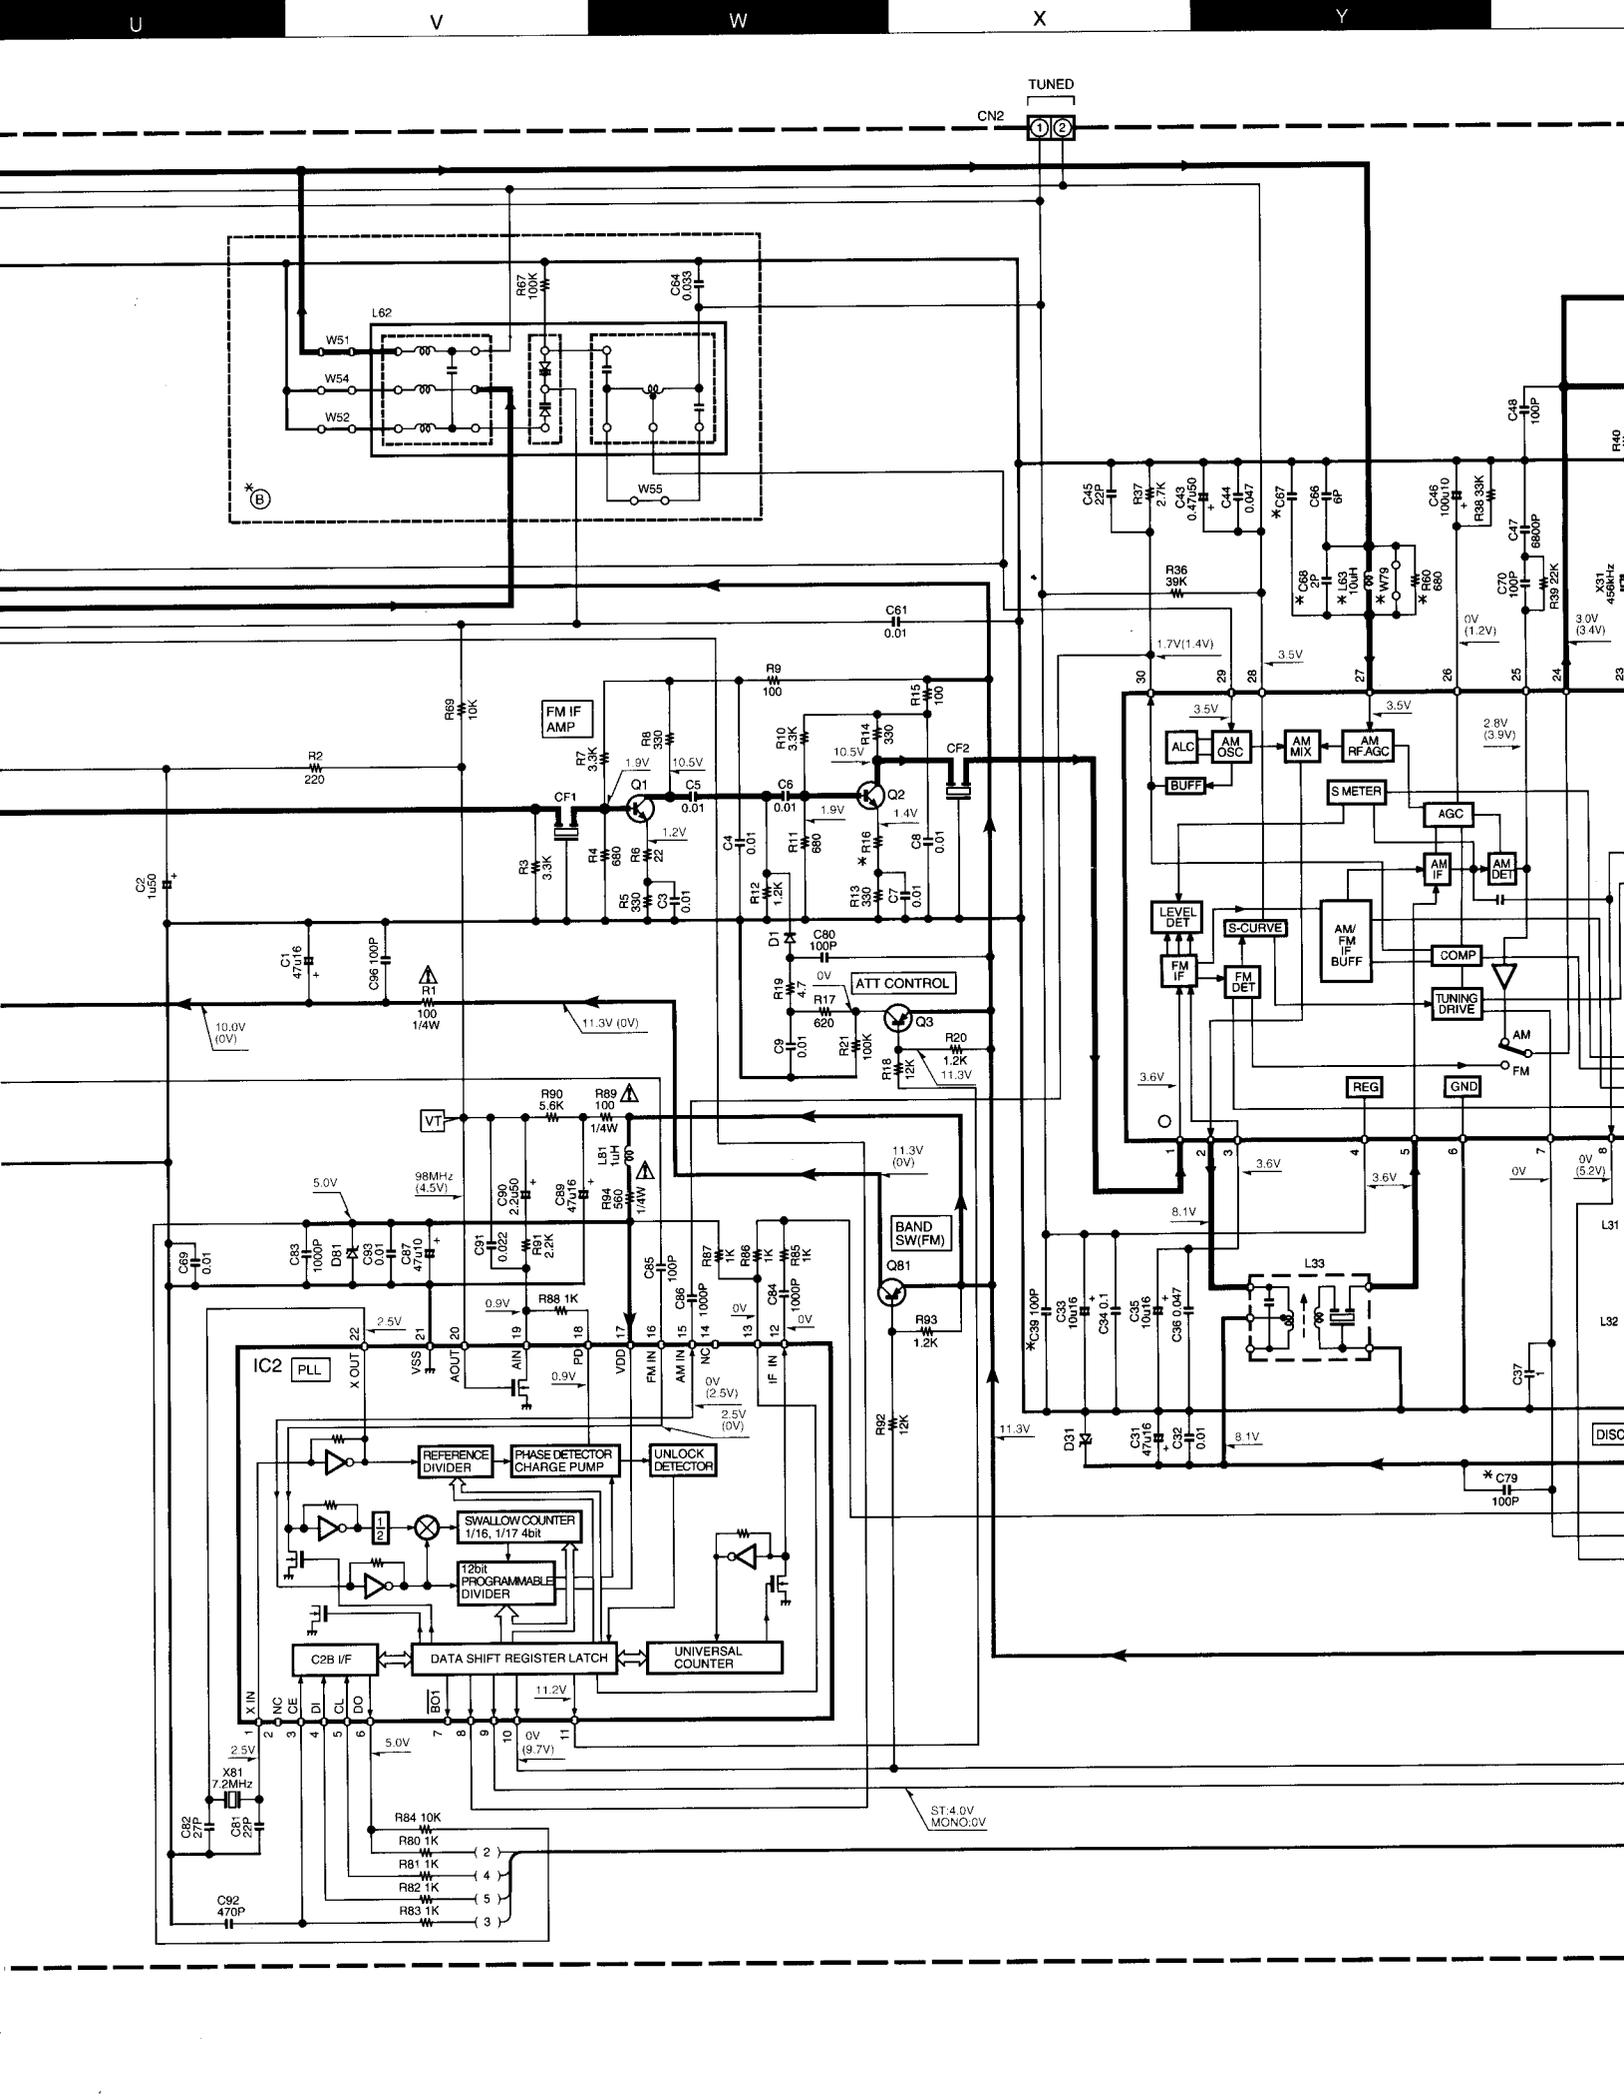 U V W X Y
TUNED
CN2 1 2
R67
100K
C64
0.033
L62
W51
W54
W52
W55
* B
C48
100P
R40
C45
22P
R37
2.7K
C43
0.47u50
+
C44
0.047
*C67
C66
6P
C46
100u10
+
R38 33K
C47
6800P
R36
39K
*C68
2P
*L63
10uH
*W79
*R60
680
C70
100P
R39 22K
X31
456kHz
C61
0.01
0V
(1.2V)
3.0V
(3.4V)
1.7V(1.4V)
3.5V
30 29 28 27 26 25 24 23
R69
10K
FM IF
AMP
R9
100
R15
100
R8
330
R7
3.3K
R10
3.3K
R14
330
R2
220
1.9V
10.5V
10.5V
CF2
CF1
Q1
C5
0.01
C6
0.01
Q2
1.9V
1.4V
1.2V
R3
3.3K
R4
680
R6
22
C4
0.01
R11
680
*R16
C8
0.01
C2
1u50
+
R5
330
C3
0.01
R12
1.2K
R13
330
C7
0.01
3.5V
3.5V
2.8V
(3.9V)
ALC
AM
OSC
AM
MIX
AM
RF.AGC
BUFF
S METER
AGC
AM
IF
AM
DET
LEVEL
DET
S-CURVE
AM/
FM
IF
BUFF
FM
IF
FM
DET
COMP
TUNING
DRIVE
AM
FM
REG
GND
3.6V
C1
47u16
+
C96 100P
R1
100
1/4W
D1
C80
100P
0V
ATT CONTROL
R19
4.7
R17
620
Q3
10.0V
(0V)
11.3V (0V)
C9
0.01
R21
100K
R18
12K
R20
1.2K
11.3V
VT
R90
5.6K
R89
100
1/4W
L81
1uH
11.3V
(0V)
98MHz
(4.5V)
5.0V
C90
2.2u50
+
C89
47u16
+
R94
560
1/4W
1 2 3 4 5 6 7 8
3.6V
3.6V
0V
0V
(5.2V)
8.1V
BAND
SW(FM)
L31
C69
0.01
C83
1000P
D81
C93
0.01
C87
47u10
+
C91
0.022
R91
2.2K
C85
100P
R87
1K
R86
1K
R85
1K
C86
1000P
C84
1000P
Q81
L33
R88 1K
0.9V
2.5V
0V
0V
R93
1.2K
*C39 100P
C33
10u16
+
C34 0.1
C35
10u16
+
C36 0.047
L32
22 21 20 19 18 17 16 15 14 13 12
IC2 PLL
X OUT
VSS
AOUT
AIN
PD
VDD
FM IN
AM IN
NC
IF IN
0.9V
0V
(2.5V)
2.5V
(0V)
C37
1
R92
12K
11.3V
D31
C31
47u16
+
C32
0.01
8.1V
DISC
*C79
100P
REFERENCE
DIVIDER
PHASE DETECTOR
CHARGE PUMP
UNLOCK
DETECTOR
1
2
SWALLOW COUNTER
1/16, 1/17 4bit
12bit
PROGRAMMABLE
DIVIDER
C2B I/F
DATA SHIFT REGISTER LATCH
UNIVERSAL
COUNTER
X IN
NC
CE
DI
CL
DO
BO1
11.2V
1 2 3 4 5 6 7 8 9 10 11
2.5V
5.0V
0V
(9.7V)
X81
7.2MHz
C82
27P
C81
22P
ST:4.0V
MONO:0V
R84 10K
R80 1K ( 2 )
R81 1K ( 4 )
R82 1K ( 5 )
R83 1K ( 3 )
C92
470P